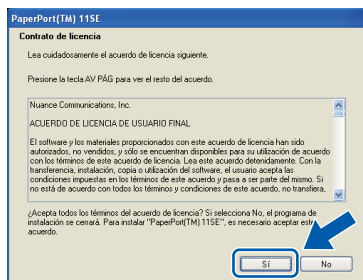 PaperPort(TM) 11SE
Contrato de licencia
Lea cuidadosamente el acuerdo de licencia siguiente.
Presione la tecla AV PÁG para ver el resto del acuerdo.
Nuance Communications, Inc.
ACUERDO DE LICENCIA DE USUARIO FINAL
El software y los materiales proporcionados con este acuerdo de licencia han sido
autorizados, no vendidos, y sólo se encuentran disponibles para su utilización de acuerdo
con los términos de este acuerdo de licencia. Lea este acuerdo detenidamente. Con la
transferencia, instalación, copia o utilización del software, el usuario acepta las
condiciones impuestas en los términos de este acuerdo y pasa a ser parte del mismo. Si
no está de acuerdo con todos los términos y condiciones de este acuerdo, no transfiera,
¿Acepta todos los términos del acuerdo de licencia? Si selecciona No, el programa de
instalación se cerrará. Para instalar "PaperPort(TM) 11SE", es necesario aceptar este
acuerdo.
Sí
No